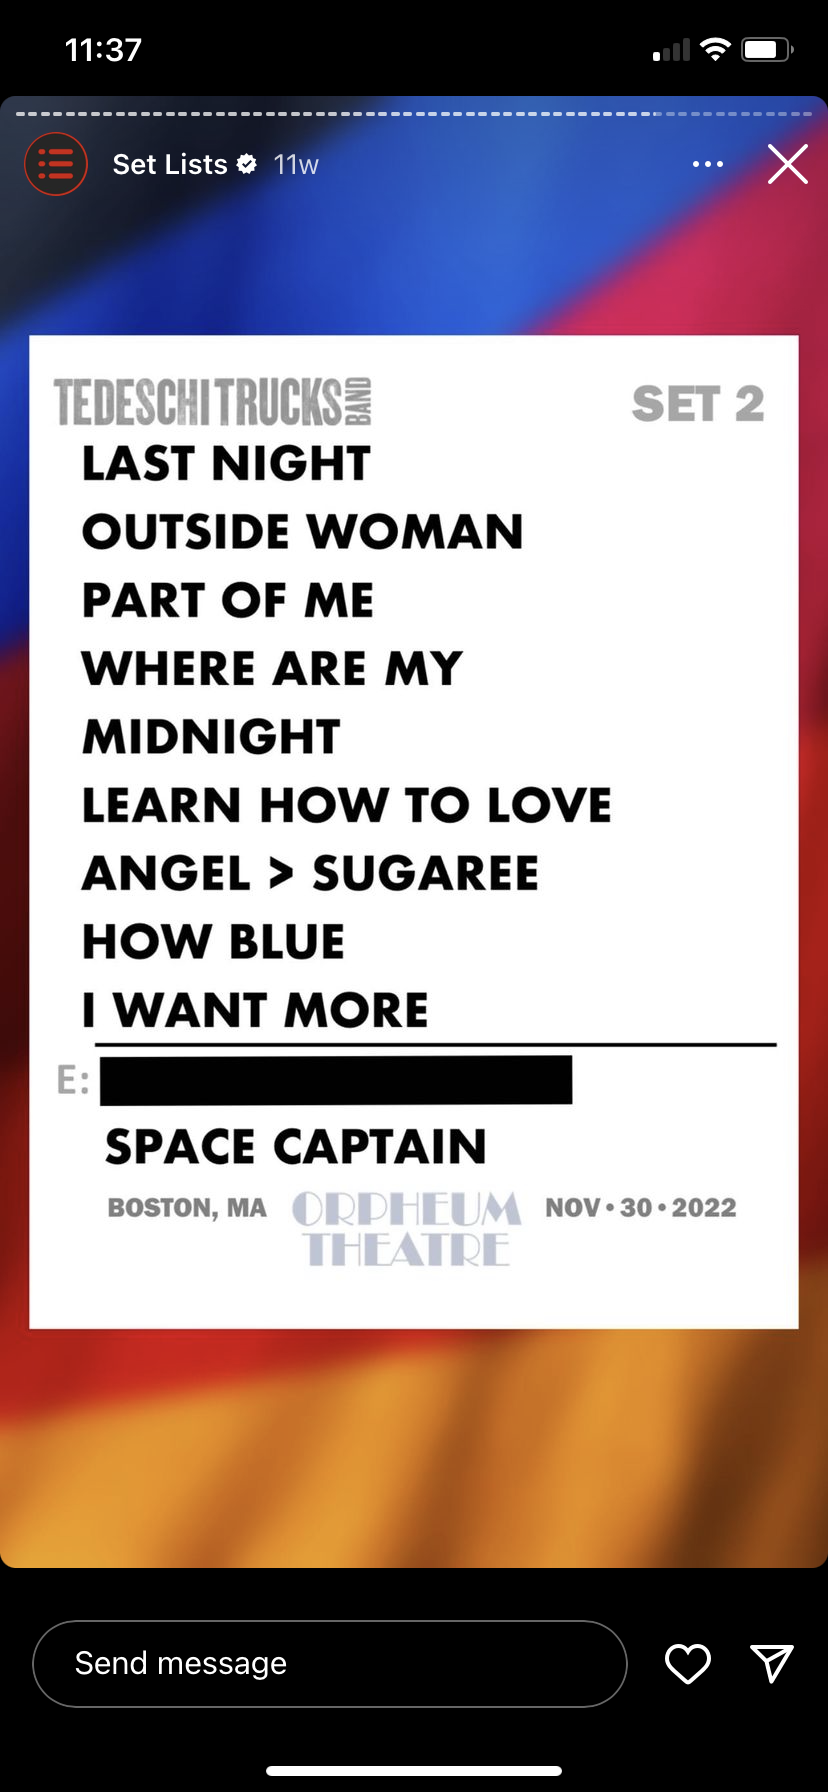 11:37
Set Lists 11w
TEDESCHI TRUCKS BAND SET 2
LAST NIGHT
OUTSIDE WOMAN
PART OF ME
WHERE ARE MY
MIDNIGHT
LEARN HOW TO LOVE
ANGEL > SUGAREE
HOW BLUE
I WANT MORE
E:
SPACE CAPTAIN
BOSTON, MA ORPHEUM THEATRE NOV•30•2022
Send message